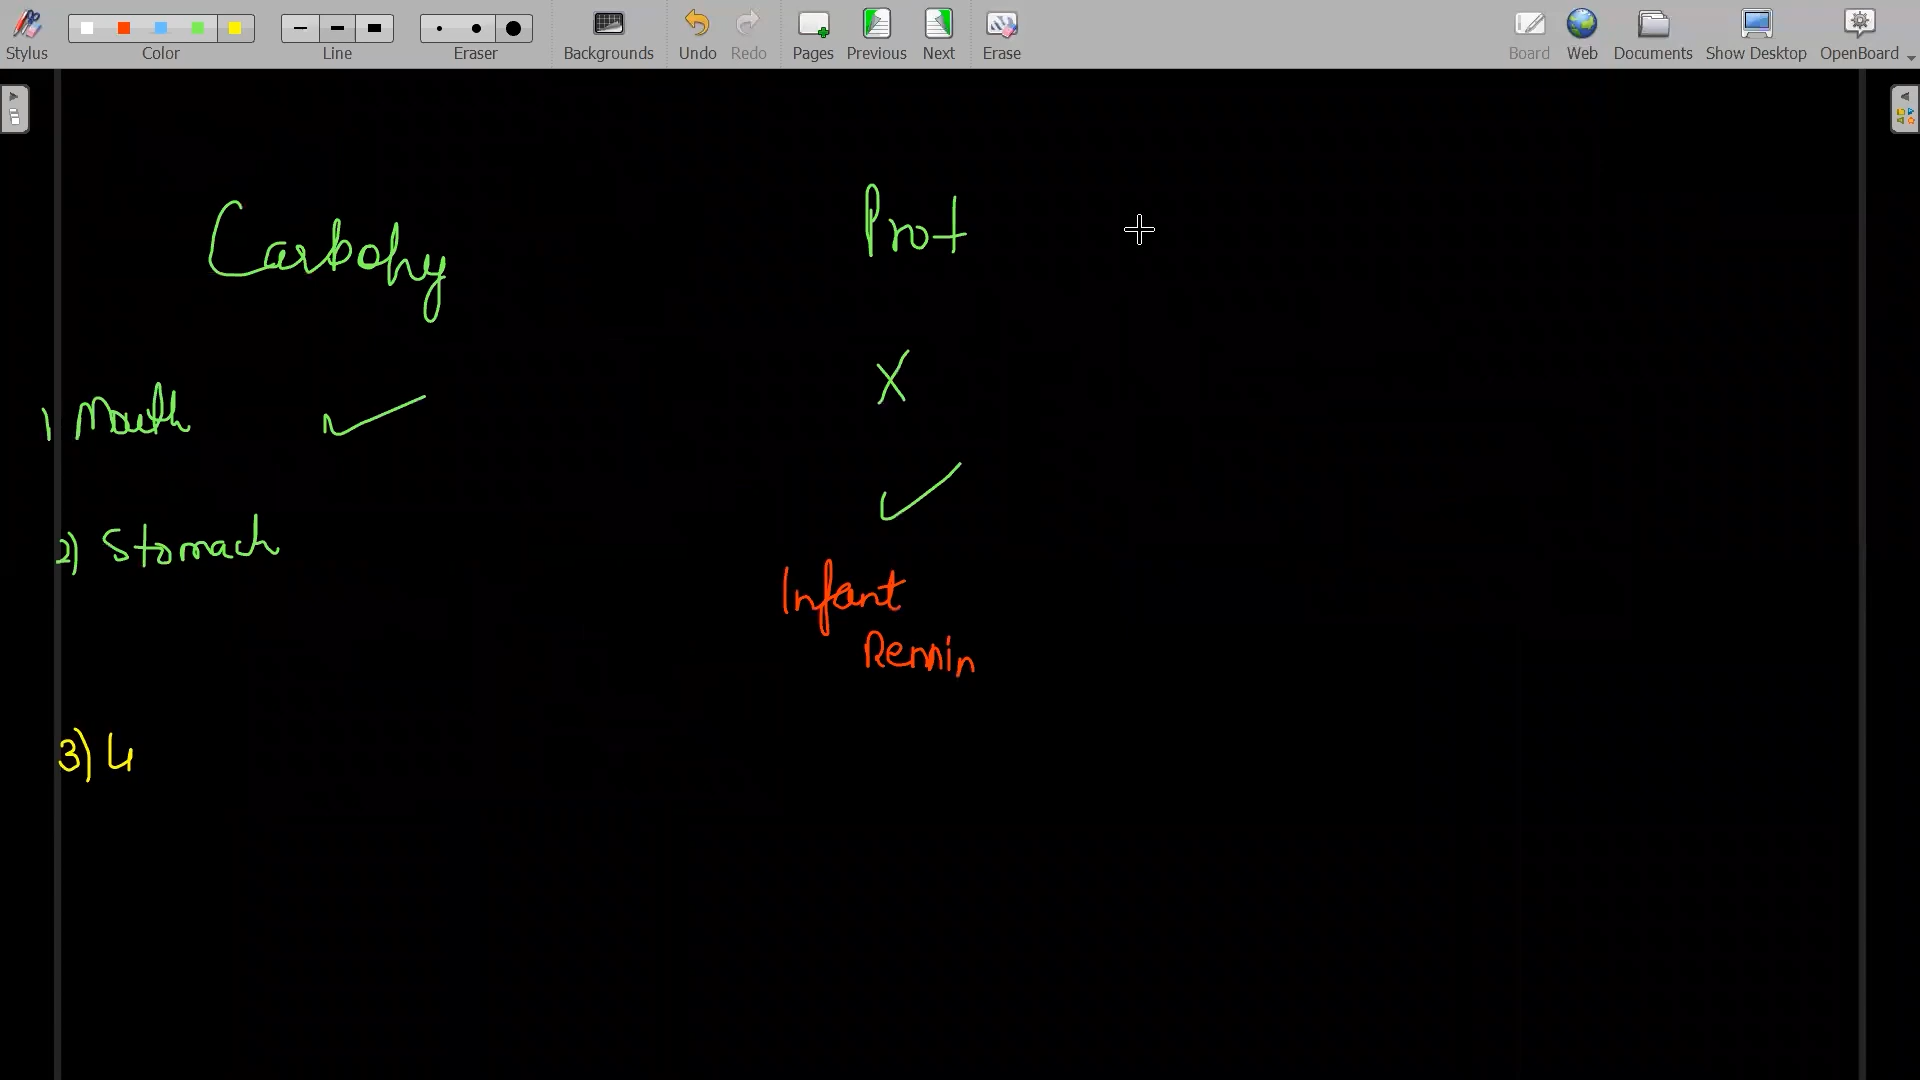 Stylus
Color
Line
Eraser
Backgrounds
Undo
Redo
Pages
Previous
Next
Erase
Board
Web
Documents
Show Desktop
OpenBoard
Carbohy
Prot
1 Mouth ✓
X
2) Stomach
✓
Infant
Rennin
3)